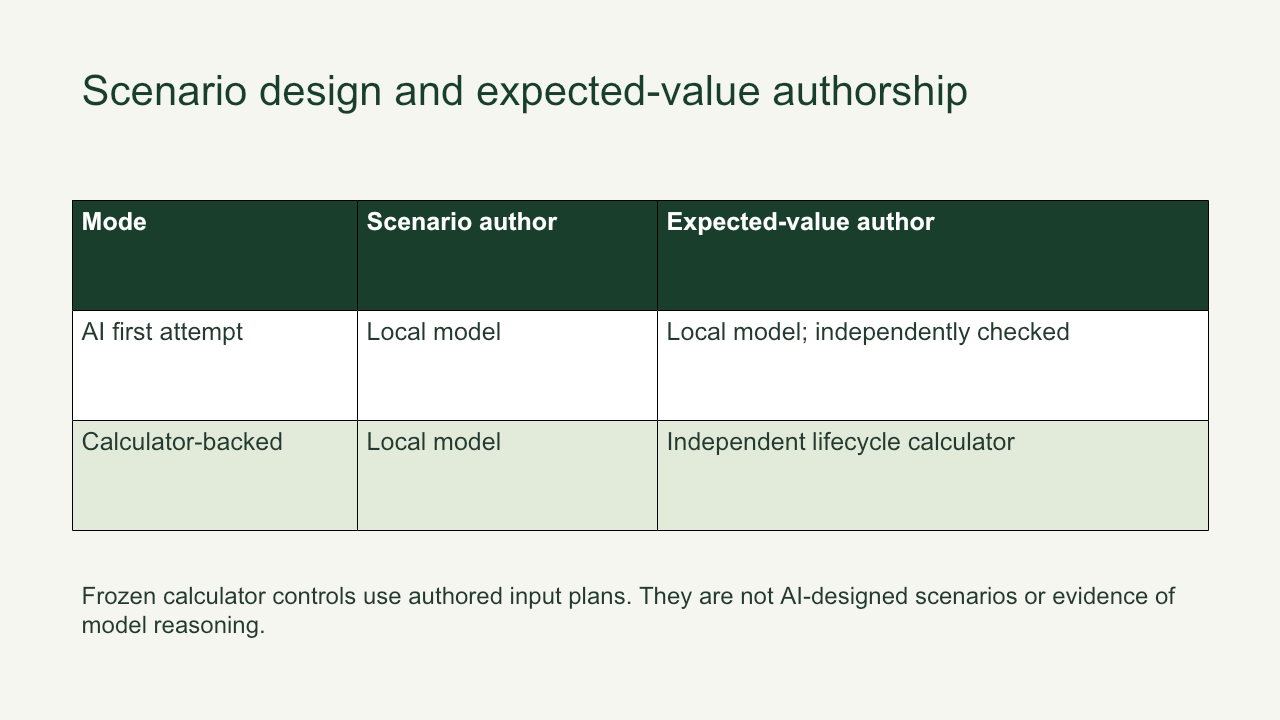 Scenario design and expected-value authorship
Mode Scenario author Expected-value author
AI first attempt Local model Local model; independently checked
Calculator-backed Local model Independent lifecycle calculator
Frozen calculator controls use authored input plans. They are not AI-designed scenarios or evidence of
model reasoning.